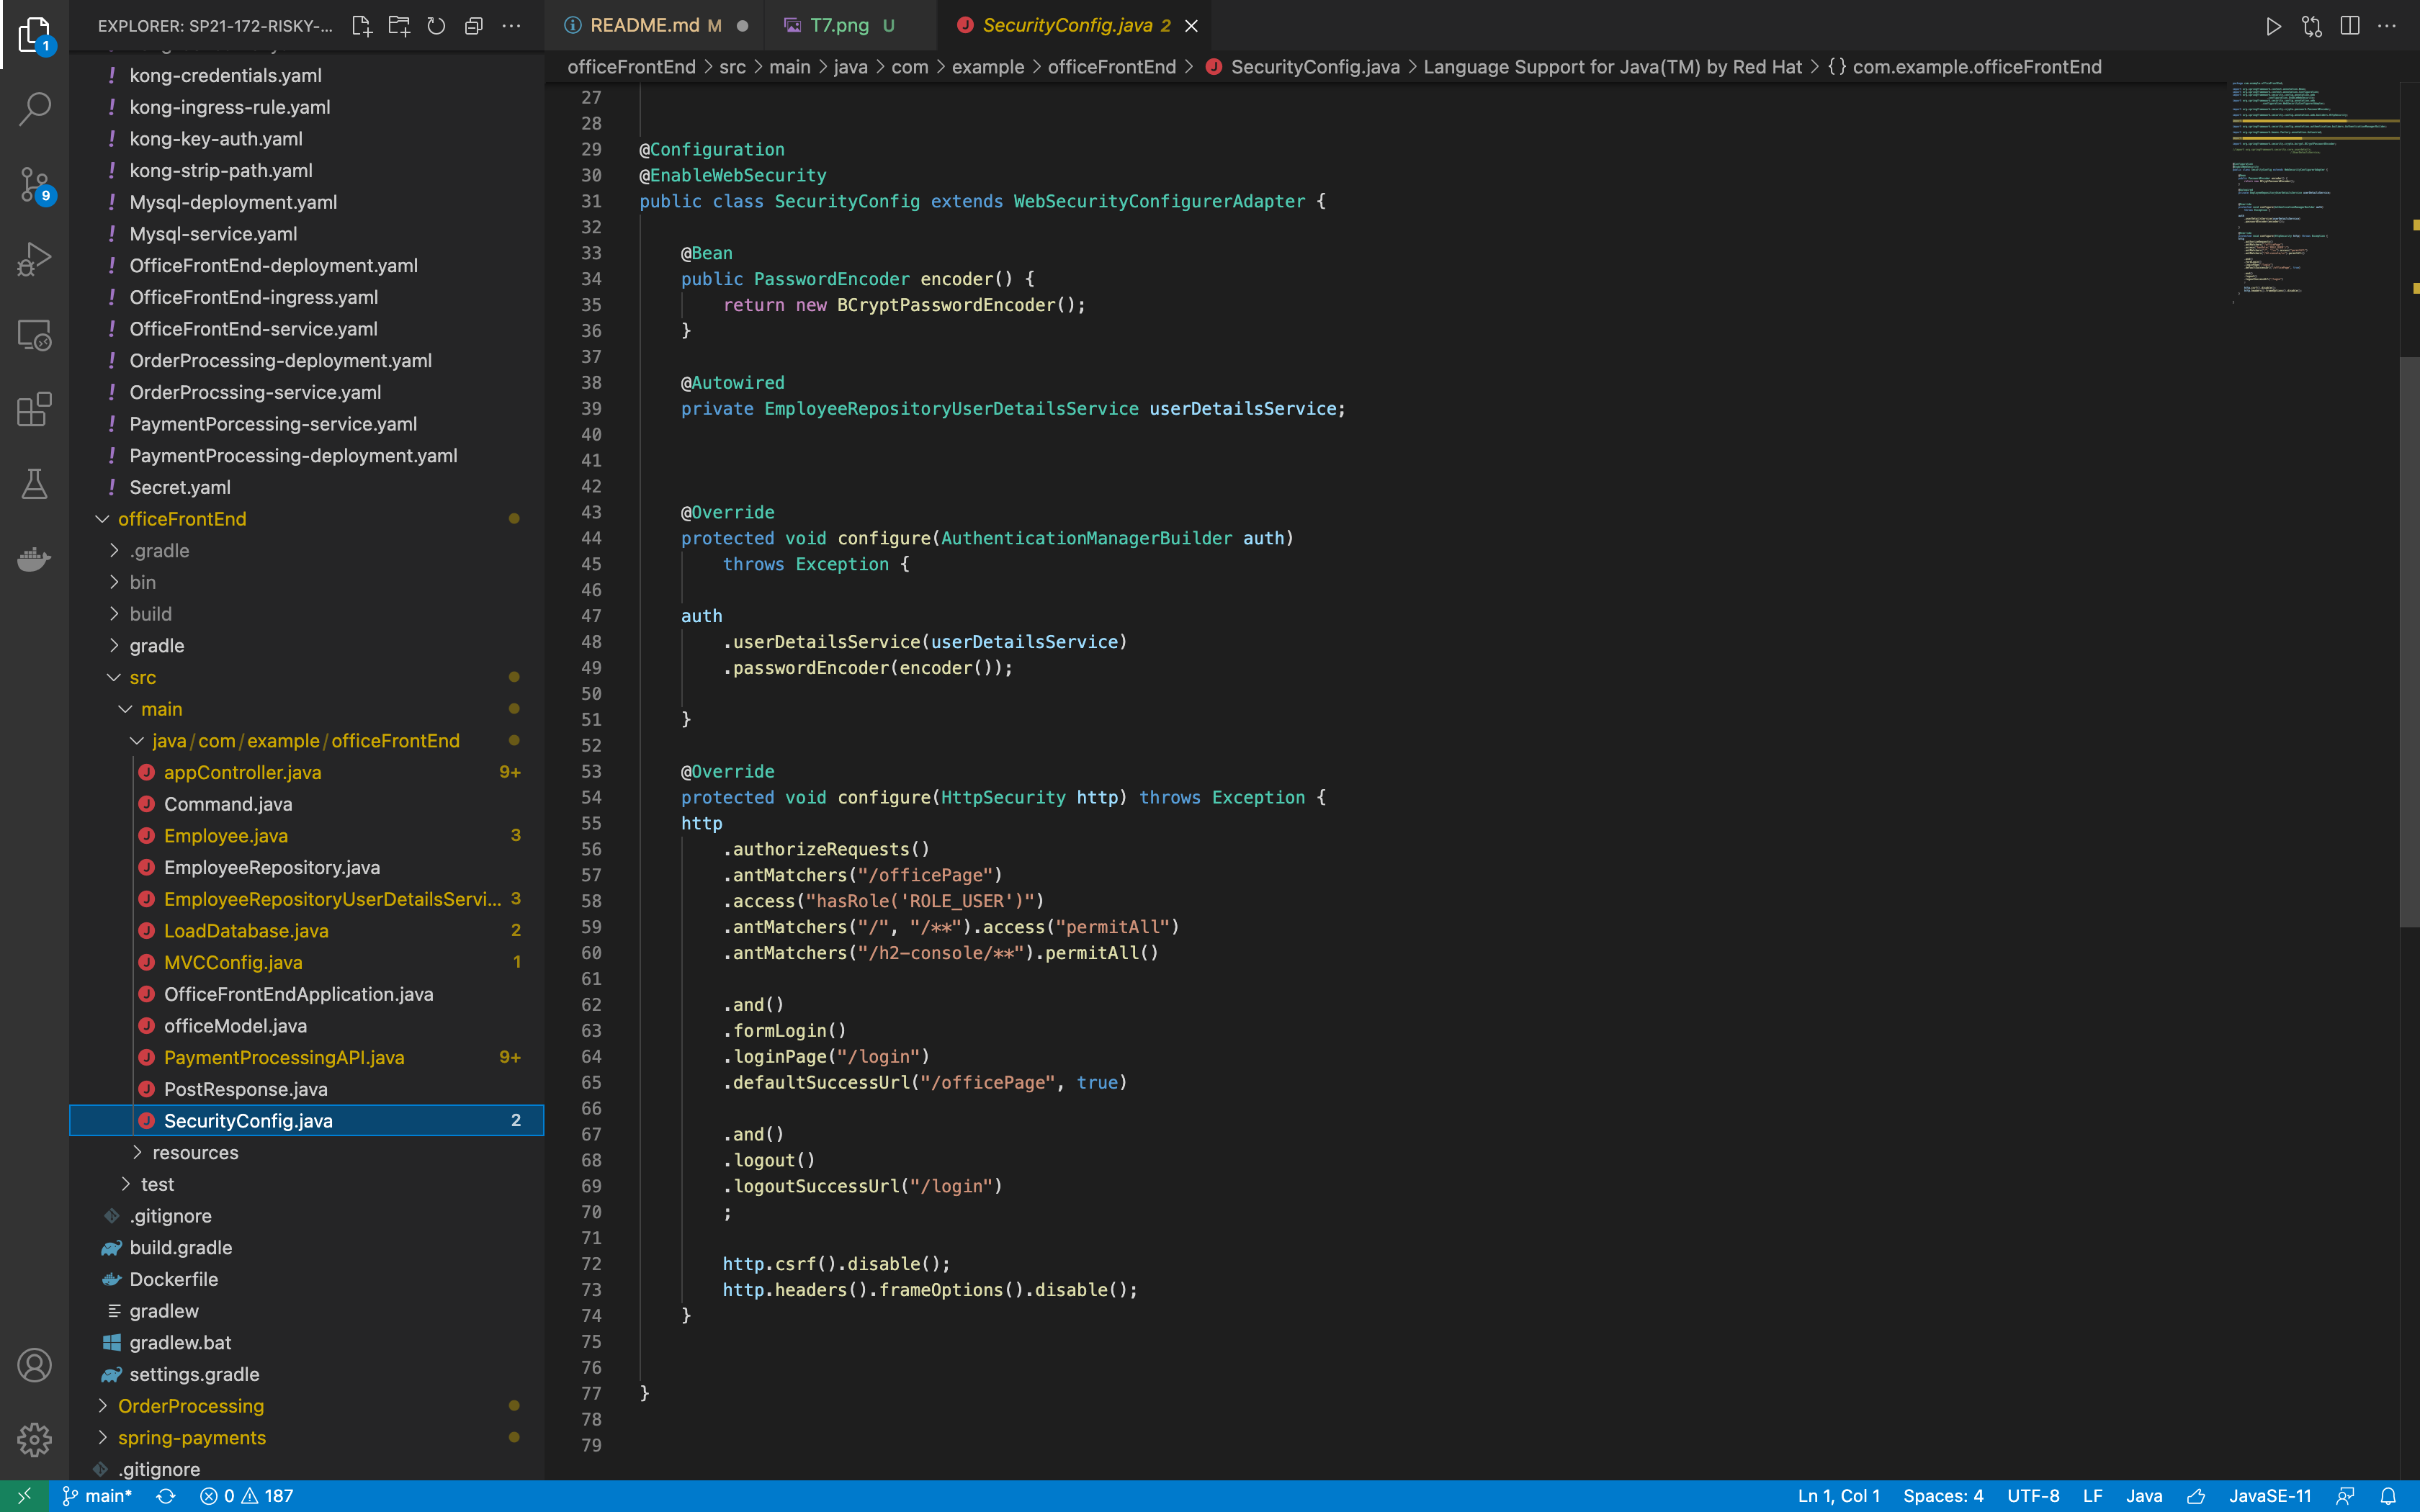 EXPLORER: SP21-172-RISKY-...
kong-credentials.yaml
kong-ingress-rule.yaml
kong-key-auth.yaml
kong-strip-path.yaml
Mysql-deployment.yaml
Mysql-service.yaml
OfficeFrontEnd-deployment.yaml
OfficeFrontEnd-ingress.yaml
OfficeFrontEnd-service.yaml
OrderProcessing-deployment.yaml
OrderProcssing-service.yaml
PaymentPorcessing-service.yaml
PaymentProcessing-deployment.yaml
Secret.yaml
officeFrontEnd
.gradle
bin
build
gradle
src
main
java/com/example/officeFrontEnd
appController.java 9+
Command.java
Employee.java 3
EmployeeRepository.java
EmployeeRepositoryUserDetailsServi... 3
LoadDatabase.java 2
MVCConfig.java 1
OfficeFrontEndApplication.java
officeModel.java
PaymentProcessingAPI.java 9+
PostResponse.java
SecurityConfig.java 2
resources
test
.gitignore
build.gradle
Dockerfile
gradlew
gradlew.bat
settings.gradle
OrderProcessing
spring-payments
.gitignore
1
9
README.md M
T7.png U
SecurityConfig.java 2
officeFrontEnd > src > main > java > com > example > officeFrontEnd > SecurityConfig.java > Language Support for Java(TM) by Red Hat > {} com.example.officeFrontEnd
27
28
29 @Configuration
30 @EnableWebSecurity
31 public class SecurityConfig extends WebSecurityConfigurerAdapter {
32
33 @Bean
34 public PasswordEncoder encoder() {
35 return new BCryptPasswordEncoder();
36 }
37
38 @Autowired
39 private EmployeeRepositoryUserDetailsService userDetailsService;
40
41
42
43 @Override
44 protected void configure(AuthenticationManagerBuilder auth)
45 throws Exception {
46
47 auth
48 .userDetailsService(userDetailsService)
49 .passwordEncoder(encoder());
50
51 }
52
53 @Override
54 protected void configure(HttpSecurity http) throws Exception {
55 http
56 .authorizeRequests()
57 .antMatchers("/officePage")
58 .access("hasRole('ROLE_USER')")
59 .antMatchers("/", "/**").access("permitAll")
60 .antMatchers("/h2-console/**").permitAll()
61
62 .and()
63 .formLogin()
64 .loginPage("/login")
65 .defaultSuccessUrl("/officePage", true)
66
67 .and()
68 .logout()
69 .logoutSuccessUrl("/login")
70 ;
71
72 http.csrf().disable();
73 http.headers().frameOptions().disable();
74 }
75
76
77 }
78
79
main* 0 187
Ln 1, Col 1 Spaces: 4 UTF-8 LF Java JavaSE-11